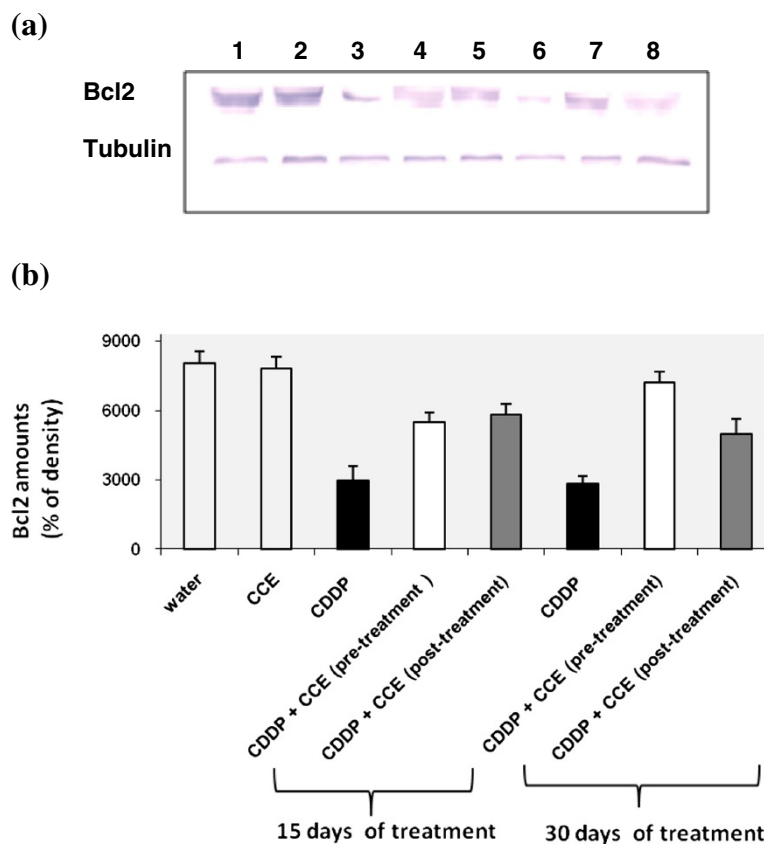 (a)
1 2 3 4 5 6 7 8
Bcl2
Tubulin
(b)
Bcl2 amounts
(% of density)
9000
6000
3000
0
water
CCE
CDDP
CDDP + CCE (pre-treatment )
CDDP + CCE (post-treatment)
CDDP
CDDP + CCE (pre-treatment)
CDDP + CCE (post-treatment)
15 days of treatment
30 days of treatment